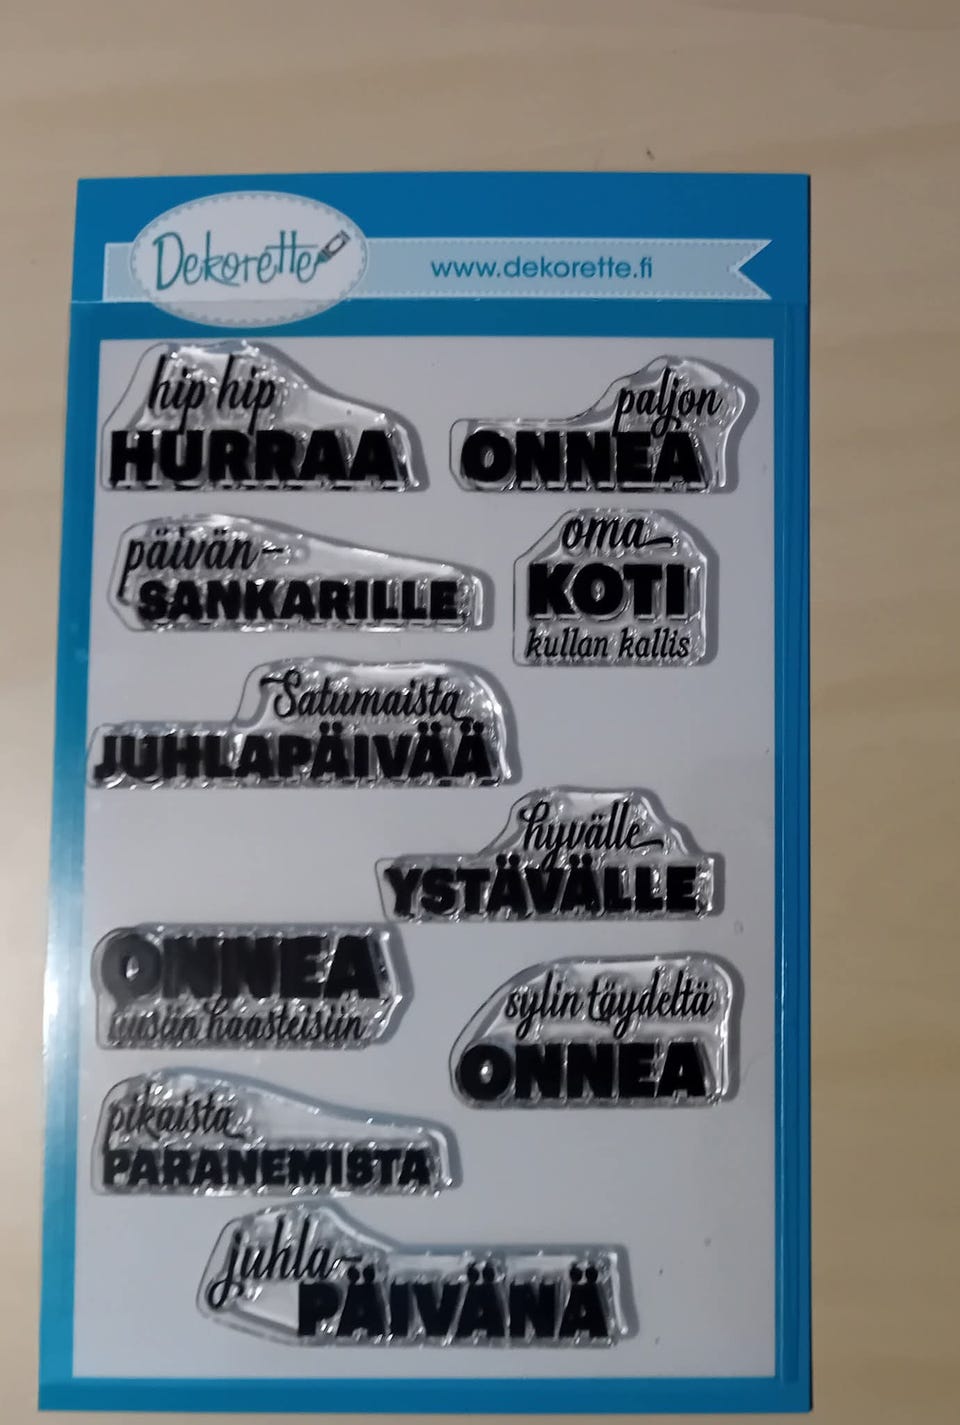 Dekorette
www.dekorette.fi
hip hip
HURRAA
paljon
ONNEA
päivän-
SANKARILLE
oma
KOTI
kullan kallis
Satumaista
JUHLAPÄIVÄÄ
hyvälle
YSTÄVÄLLE
ONNEA
uusiin haasteisiin
sylin täydeltä
ONNEA
pikaista
PARANEMISTA
juhla-
PÄIVÄNÄ